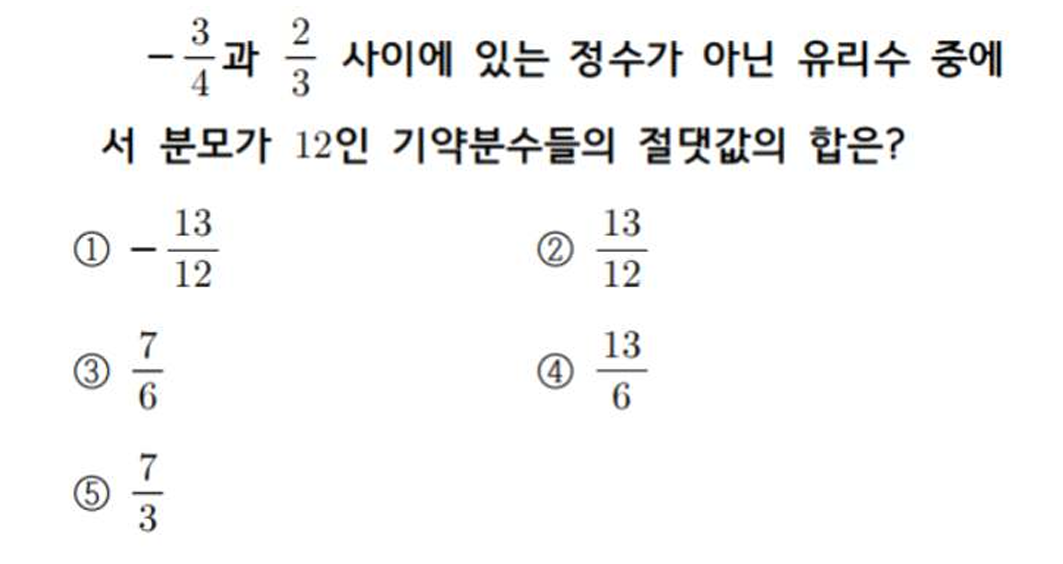 $-\frac{3}{4}$과 $\frac{2}{3}$ 사이에 있는 정수가 아닌 유리수 중에
서 분모가 12인 기약분수들의 절댓값의 합은?
① $-\frac{13}{12}$ ② $\frac{13}{12}$
③ $\frac{7}{6}$ ④ $\frac{13}{6}$
⑤ $\frac{7}{3}$